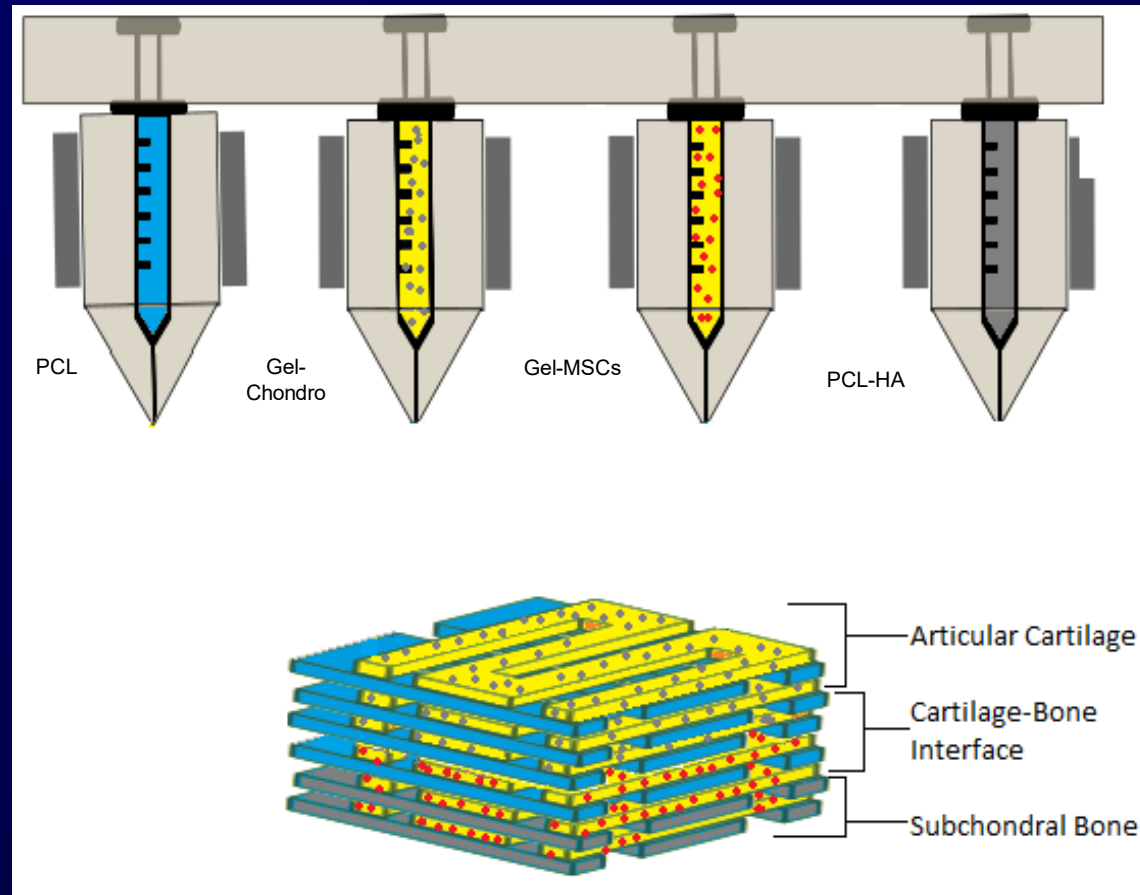 PCL
Gel-
Chondro
Gel-MSCs
PCL-HA
Articular Cartilage
Cartilage-Bone
Interface
Subchondral Bone